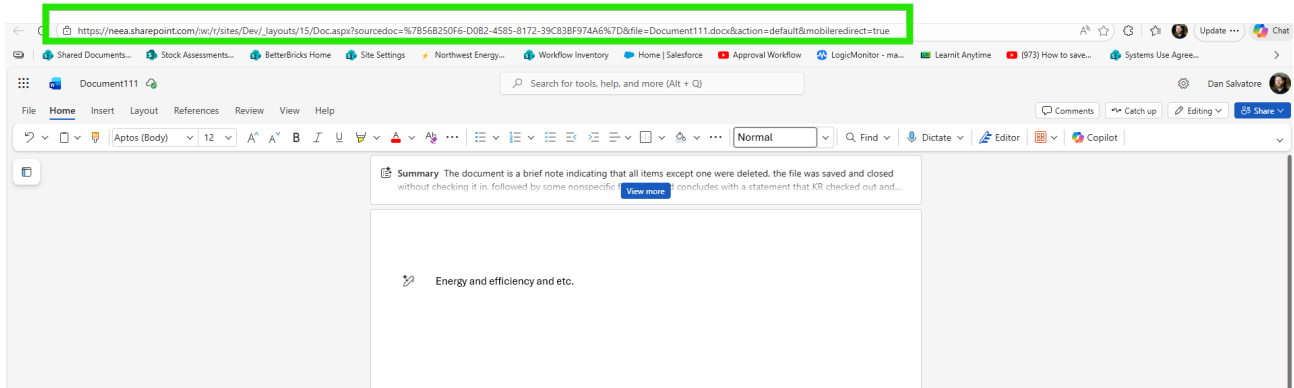 https://neea.sharepoint.com/:w:/r/sites/Dev/_layouts/15/Doc.aspx?sourcedoc=%7B56B250F6-D0B2-4585-8172-39C83BF974A6%7D&file=Document111.docx&action=default&mobileredirect=true Update ··· Chat
Shared Documents... Stock Assessments... BetterBricks Home Site Settings Northwest Energy... Workflow Inventory Home | Salesforce Approval Workflow LogicMonitor - ma... Learnit Anytime (973) How to save... Systems Use Agree...
Document111 Search for tools, help, and more (Alt + Q) Dan Salvatore
File Home Insert Layout References Review View Help Comments Catch up Editing Share
Aptos (Body) 12 A A B I U A Normal Find Dictate Editor Copilot
Summary The document is a brief note indicating that all items except one were deleted, the file was saved and closed
without checking it in, followed by some nonspecific View more concludes with a statement that KR checked out and...
Energy and efficiency and etc.